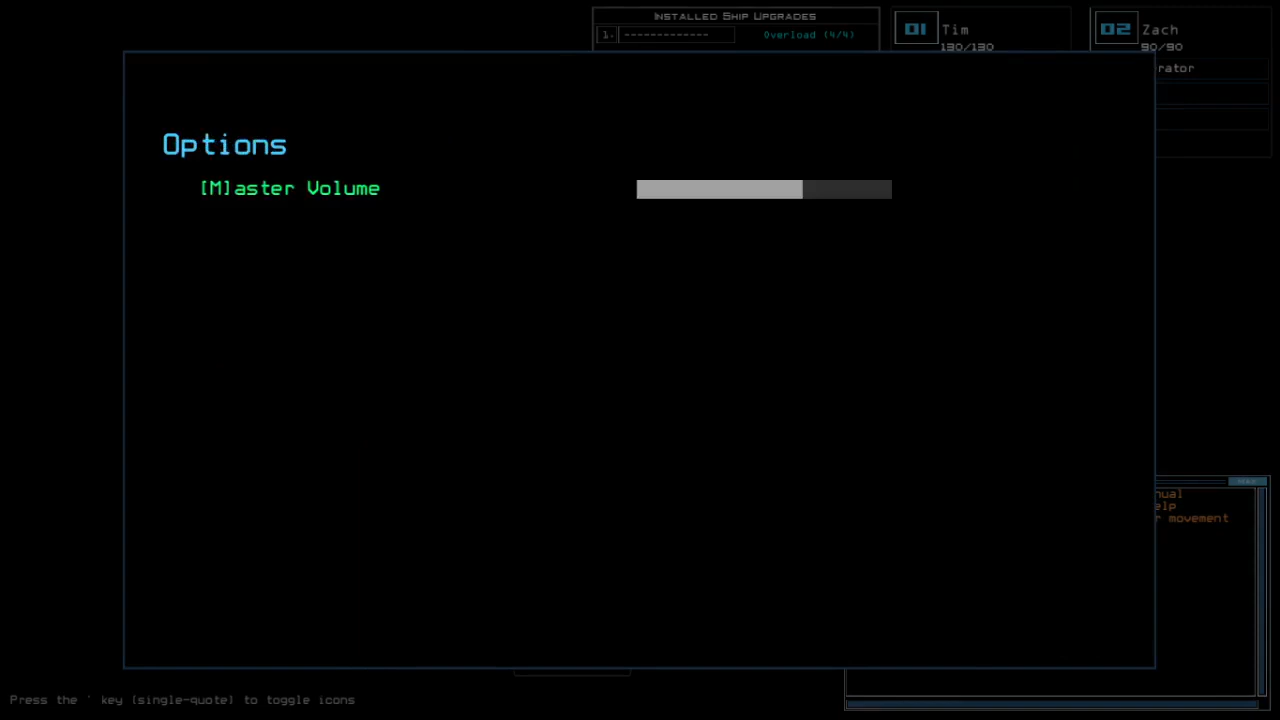 Installed Ship Upgrades
1. ------------- Overload (4/4)
01 Tim
130/130
02 Zach
90/90
rator
Options
[M]aster Volume
nual
elp
r movement
Press the ' key (single-quote) to toggle icons